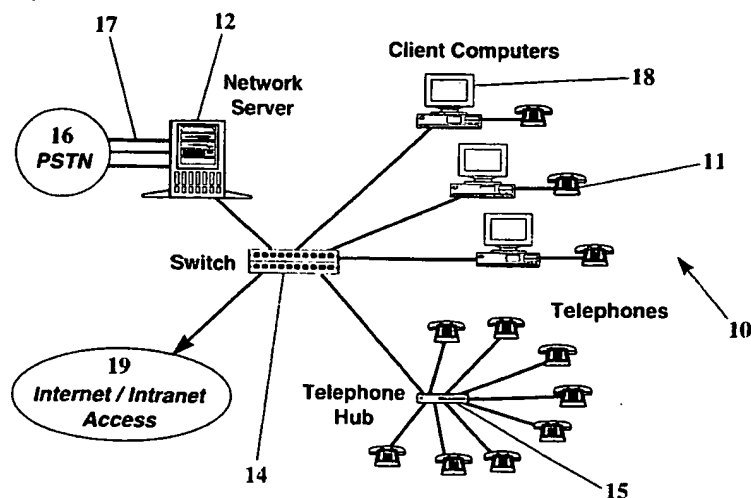 17
12
Client Computers
18
Network
Server
16
PSTN
11
Switch
Telephones
10
19
Internet / Intranet
Access
Telephone
Hub
14
15